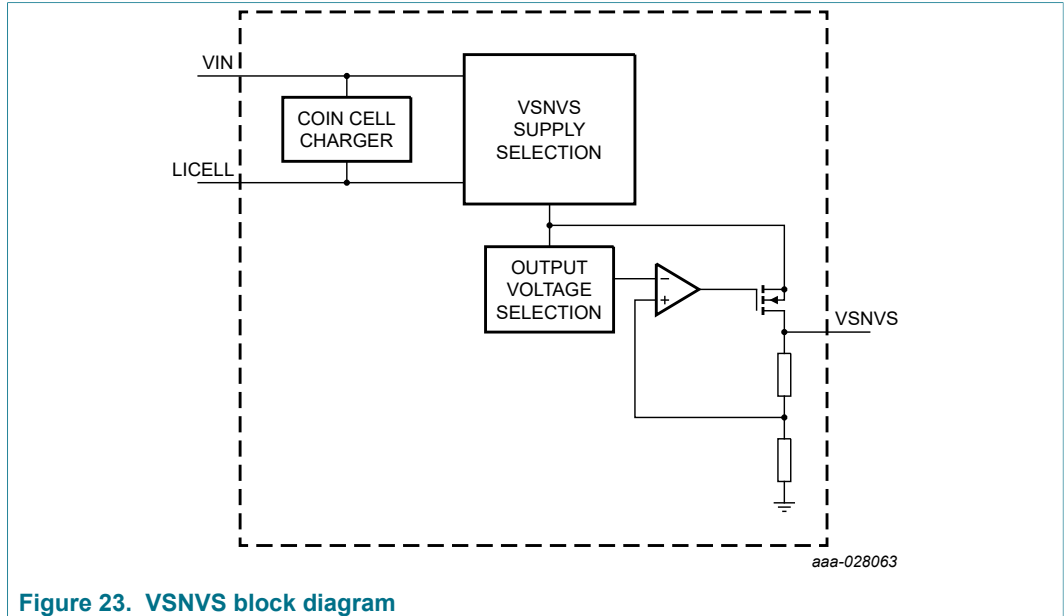 VIN
COIN CELL
CHARGER
LICELL
VSNVS
SUPPLY
SELECTION
OUTPUT
VOLTAGE
SELECTION
−
+
VSNVS
aaa-028063
Figure 23. VSNVS block diagram